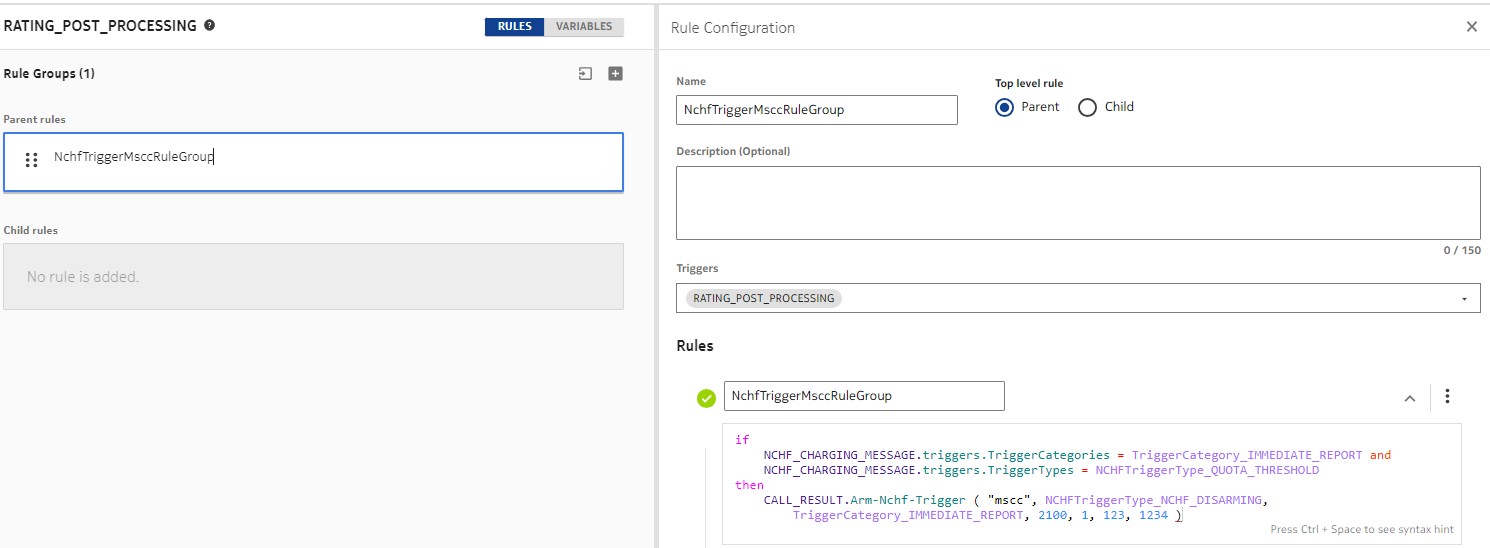 RATING_POST_PROCESSING ?
RULES VARIABLES
Rule Groups (1)
Parent rules
NchfTriggerMsccRuleGroup
Child rules
No rule is added.
Rule Configuration
Name
NchfTriggerMsccRuleGroup
Top level rule
Parent Child
Description (Optional)
0 / 150
Triggers
RATING_POST_PROCESSING
Rules
NchfTriggerMsccRuleGroup
if
NCHF_CHARGING_MESSAGE.triggers.TriggerCategories = TriggerCategory_IMMEDIATE_REPORT and
NCHF_CHARGING_MESSAGE.triggers.TriggerTypes = NCHFTriggerType_QUOTA_THRESHOLD
then
CALL_RESULT.Arm-Nchf-Trigger ( "mscc", NCHFTriggerType_NCHF_DISARMING,
TriggerCategory_IMMEDIATE_REPORT, 2100, 1, 123, 1234 )
Press Ctrl + Space to see syntax hint